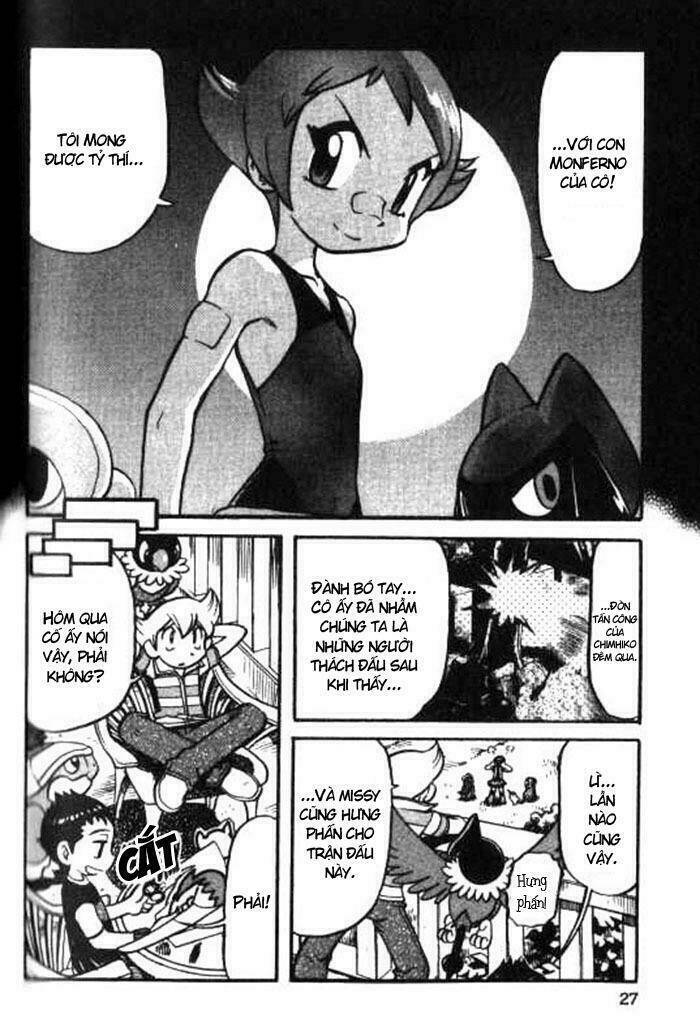 TÔI MONG
ĐƯỢC TỶ THÍ...
...VỚI CON
MONFERNO
CỦA CÔ!
HÔM QUA
CỐ ẤY NÓI
VẬY, PHẢI
KHÔNG?
CẮT
PHẢI!
ĐÀNH BÓ TAY...
CÔ ẤY ĐÃ NHẦM
CHÚNG TA LÀ
NHỮNG NGƯỜI
THÁCH ĐẤU SAU
KHI THẤY...
...ĐÒN
TẤN CÔNG
CỦA
CHIMHIKO
ĐÊM QUA.
...VÀ MISSY
CŨNG HƯNG
PHẤN CHO
TRẬN ĐẤU
NÀY.
Hưng
phấn!
LÌ...
LẦN
NÀO
CŨNG
VẬY.
27